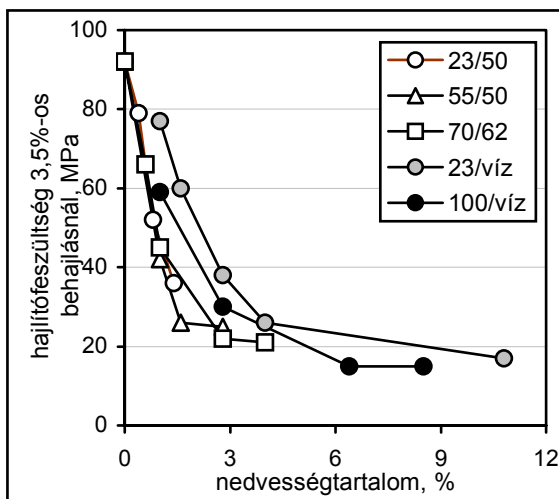 hajlítófeszültség 3,5%-os
behajlásnál, MPa
100
80
60
40
20
0
0
3
6
9
12
nedvességtartalom, %
23/50
55/50
70/62
23/víz
100/víz